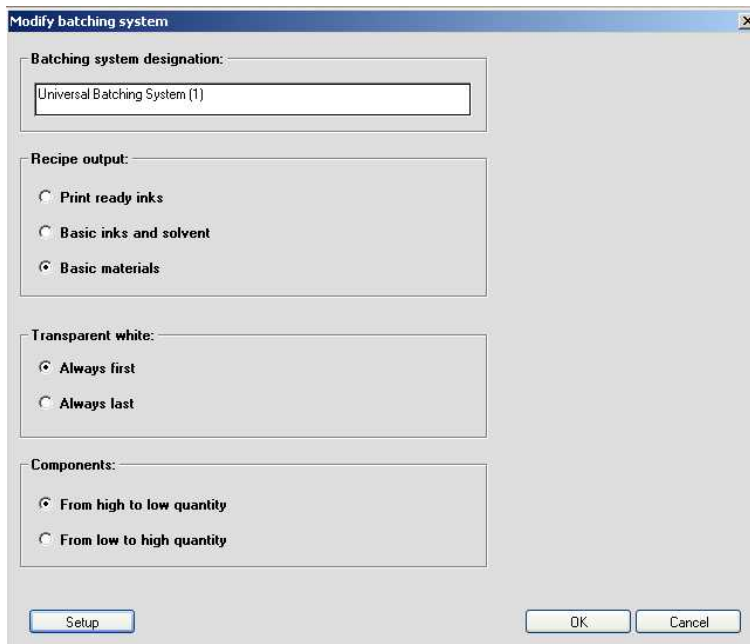 Modify batching system
Batching system designation:
Universal Batching System (1)
Recipe output:
Print ready inks
Basic inks and solvent
Basic materials
Transparent white:
Always first
Always last
Components:
From high to low quantity
From low to high quantity
Setup
OK
Cancel